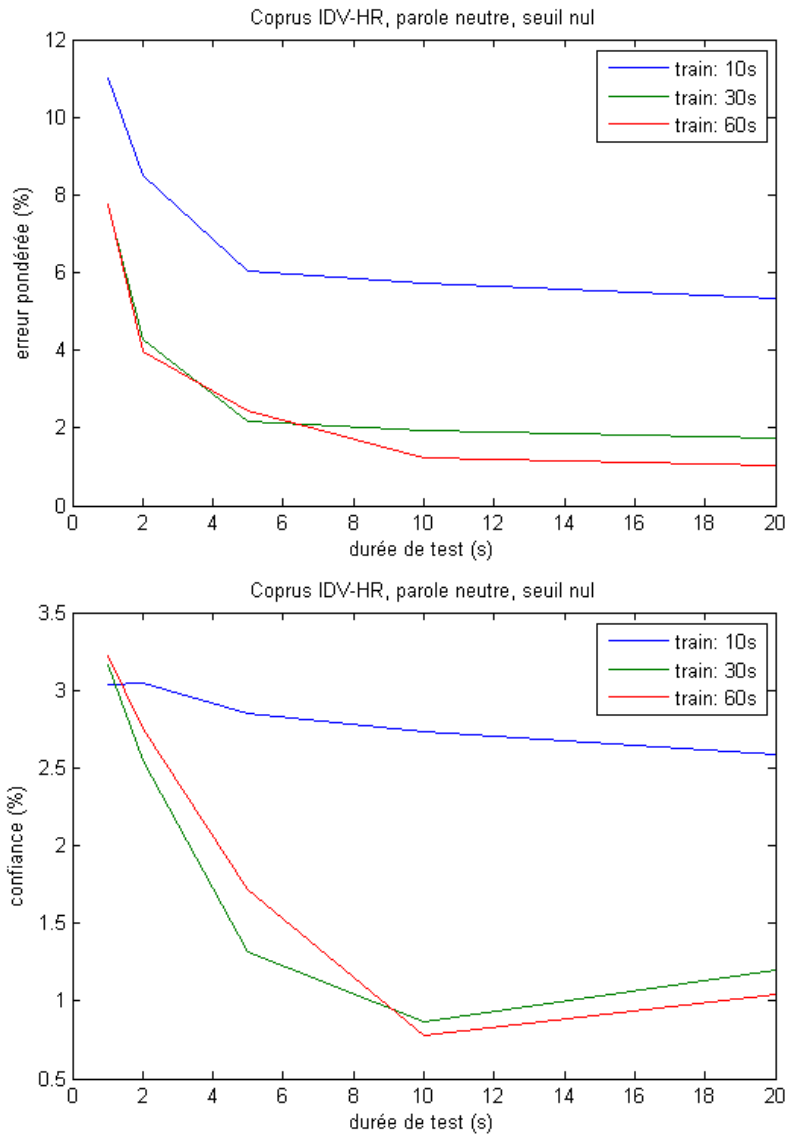 Coprus IDV-HR, parole neutre, seuil nul
12
10
8
6
4
2
0
erreur pondérée (%)
train: 10s
train: 30s
train: 60s
0 2 4 6 8 10 12 14 16 18 20
durée de test (s)
Coprus IDV-HR, parole neutre, seuil nul
3.5
3
2.5
2
1.5
1
0.5
confiance (%)
train: 10s
train: 30s
train: 60s
0 2 4 6 8 10 12 14 16 18 20
durée de test (s)